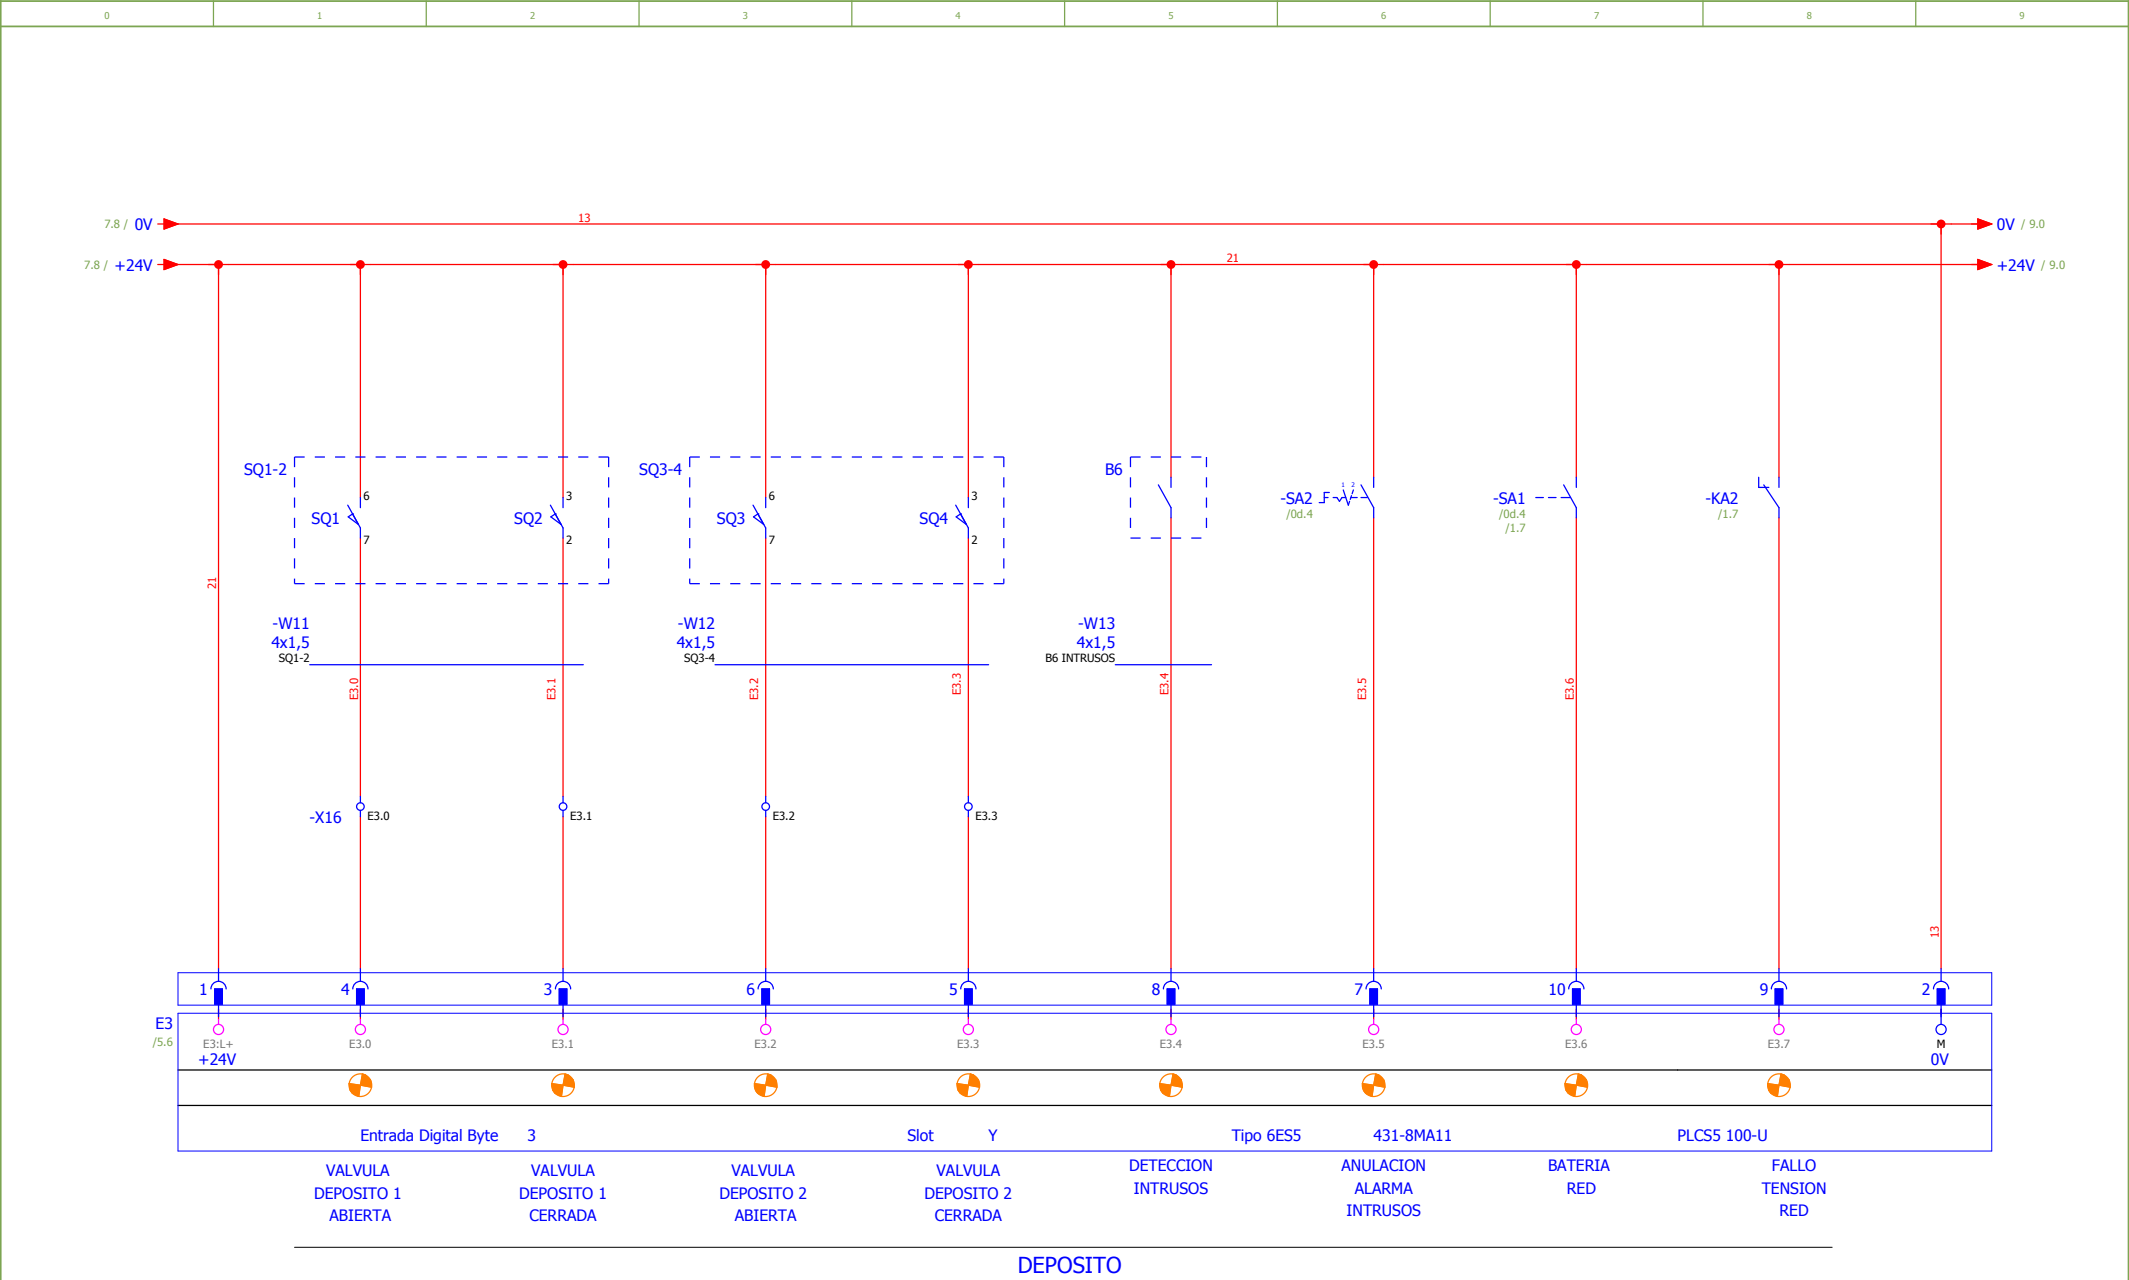 0 1 2 3 4 5 6 7 8 9
7.8 / 0V 13 0V / 9.0
7.8 / +24V 21 +24V / 9.0
SQ1-2 SQ3-4 B6
6 3 6 3
SQ1 SQ2 SQ3 SQ4
7 2 7 2
1 2
-SA2 -SA1 -KA2
/0d.4 /0d.4 /1.7
/1.7
21
-W11 -W12 -W13
4x1,5 4x1,5 4x1,5
SQ1-2 SQ3-4 B6 INTRUSOS
E3.0 E3.1 E3.2 E3.3 E3.4 E3.5 E3.6
-X16 E3.0 E3.1 E3.2 E3.3
13
1 4 3 6 5 8 7 10 9 2
E3
/5.6 E3:L+ E3.0 E3.1 E3.2 E3.3 E3.4 E3.5 E3.6 E3.7 M
+24V 0V
Entrada Digital Byte 3 Slot Y Tipo 6ES5 431-8MA11 PLCS5 100-U
VALVULA
DEPOSITO 1
ABIERTA
VALVULA
DEPOSITO 1
CERRADA
VALVULA
DEPOSITO 2
ABIERTA
VALVULA
DEPOSITO 2
CERRADA
DETECCION
INTRUSOS
ANULACION
ALARMA
INTRUSOS
BATERIA
RED
FALLO
TENSION
RED
DEPOSITO